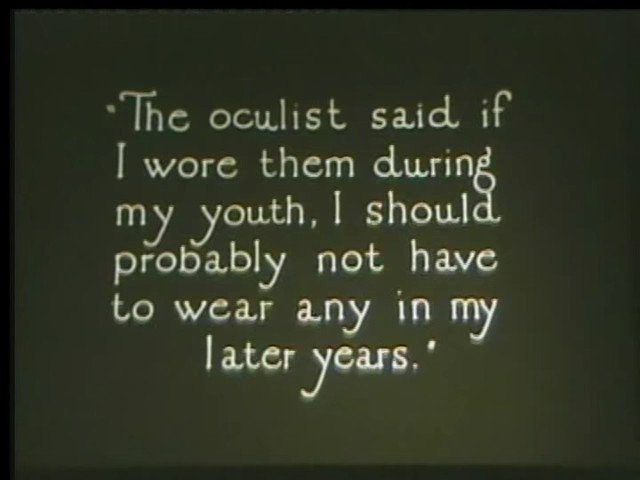 "The oculist said if
I wore them during
my youth, I should
probably not have
to wear any in my
later years."